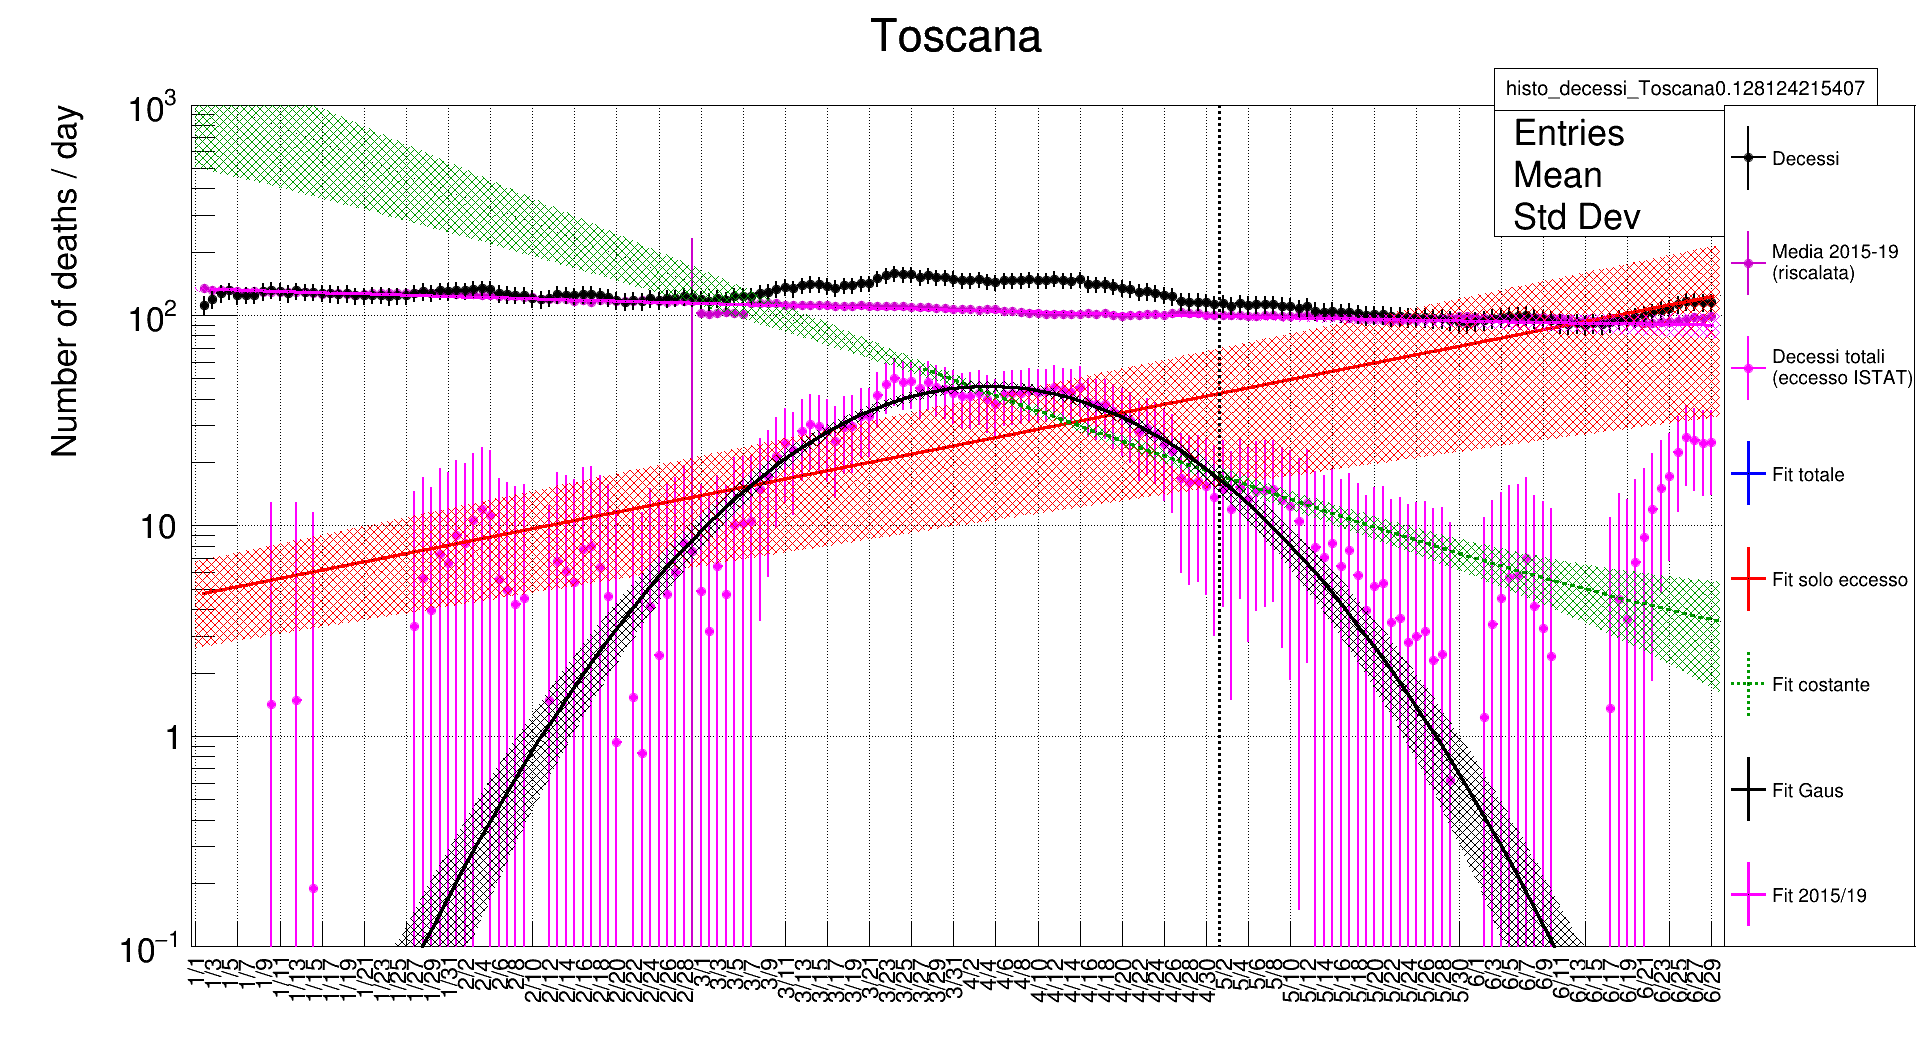 Toscana
Number of deaths / day
10³
10²
10
1
10⁻¹
histo_decessi_Toscana0.128124215407
Entries
Mean
Std Dev
Decessi
Media 2015-19
(riscalata)
Decessi totali
(eccesso ISTAT)
Fit totale
Fit solo eccesso
Fit costante
Fit Gaus
Fit 2015/19
1/1 1/3 1/5 1/7 1/9 1/11 1/13 1/15 1/17 1/19 1/21 1/23 1/25 1/27 1/29 1/31 2/2 2/4 2/6 2/8 2/10 2/12 2/14 2/16 2/18 2/20 2/22 2/24 2/26 2/28 3/1 3/3 3/5 3/7 3/9 3/11 3/13 3/15 3/17 3/19 3/21 3/23 3/25 3/27 3/29 3/31 4/2 4/4 4/6 4/8 4/10 4/12 4/14 4/16 4/18 4/20 4/22 4/24 4/26 4/28 4/30 5/2 5/4 5/6 5/8 5/10 5/12 5/14 5/16 5/18 5/20 5/22 5/24 5/26 5/28 5/30 6/1 6/3 6/5 6/7 6/9 6/11 6/13 6/15 6/17 6/19 6/21 6/23 6/25 6/27 6/29